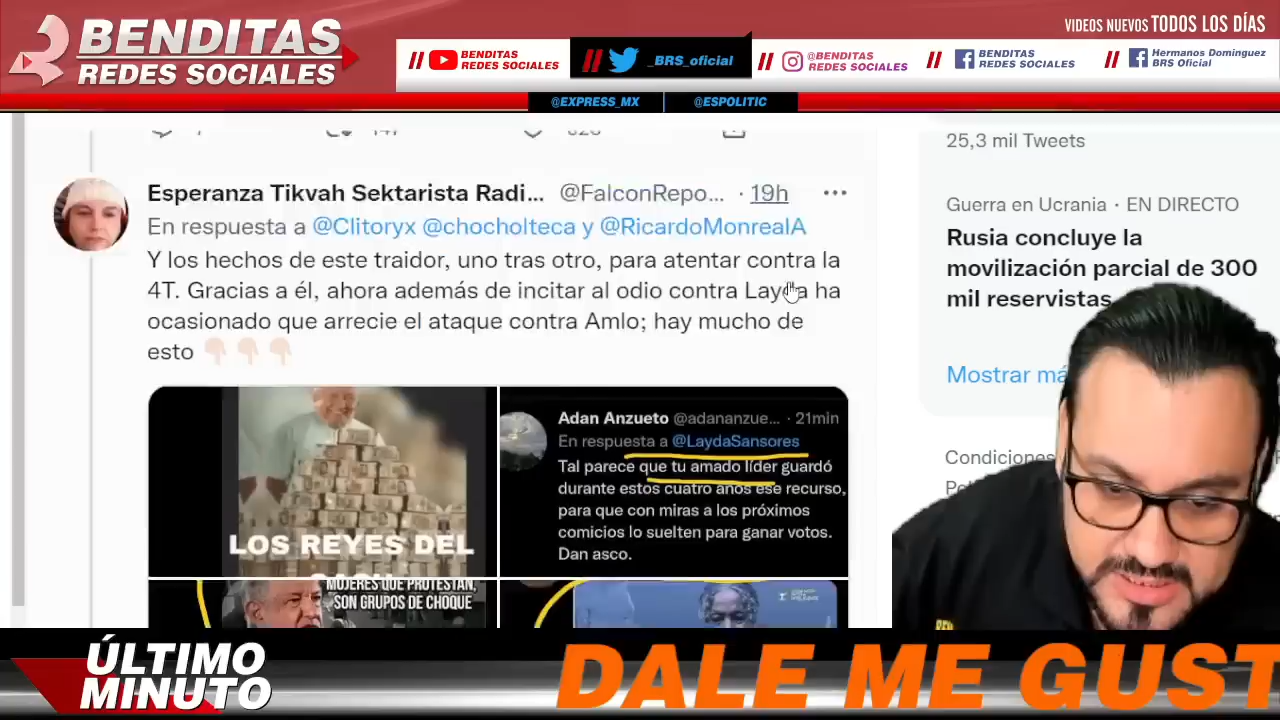 BENDITAS
REDES SOCIALES
VIDEOS NUEVOS TODOS LOS DÍAS
// BENDITAS
REDES SOCIALES
// _BRS_oficial
// @BENDITAS
REDES SOCIALES
// BENDITAS
REDES SOCIALES
// Hermanos Dominguez
BRS Oficial
@EXPRESS_MX
@ESPOLITIC
25,3 mil Tweets
Esperanza Tikvah Sektarista Radi... @FalconRepo... · 19h ···
En respuesta a @Clitoryx @chocholteca y @RicardoMonrealA
Y los hechos de este traidor, uno tras otro, para atentar contra la
4T. Gracias a él, ahora además de incitar al odio contra Layda ha
ocasionado que arrecie el ataque contra Amlo; hay mucho de
esto 👇🏻👇🏻👇🏻
LOS REYES DEL
Adan Anzueto @adananzue... · 21min
En respuesta a @LaydaSansores
Tal parece que tu amado líder guardó
durante estos cuatro años ese recurso,
para que con miras a los próximos
comicios lo suelten para ganar votos.
Dan asco.
MUJERES QUE PROTESTAN,
SON GRUPOS DE CHOQUE
Guerra en Ucrania · EN DIRECTO
Rusia concluye la
movilización parcial de 300
mil reservistas
Mostrar má
Condiciones
ÚLTIMO
MINUTO
DALE ME GUST